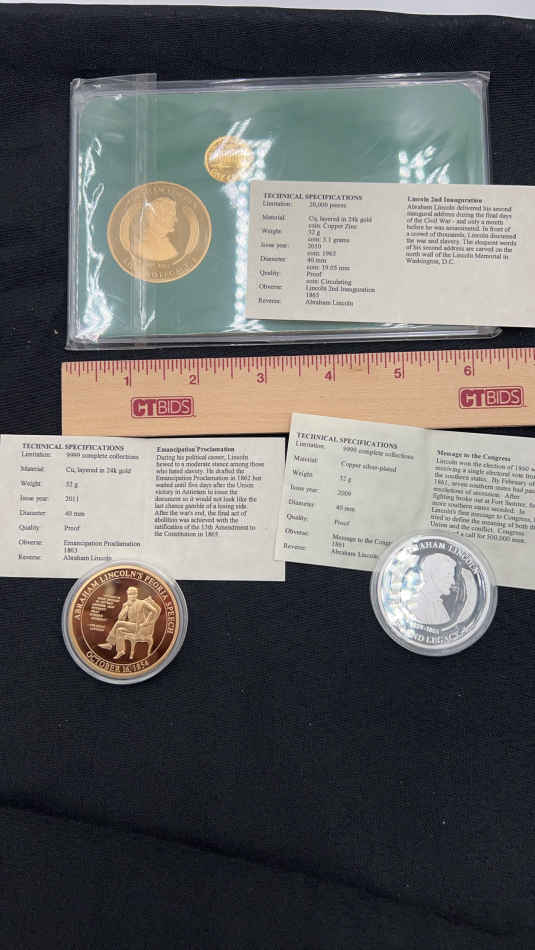 TECHNICAL SPECIFICATIONS
Limitation: 20,000 pieces
Material: Cu, layered in 24k gold
coin: Copper Zinc
Weight: 32 g
coin: 3.1 grams
Issue year: 2010
coin: 1963
Diameter: 40 mm
coin: 19.05 mm
Quality: Proof
coin: Circulating
Obverse: Lincoln 2nd Inauguration
1865
Reverse: Abraham Lincoln
Lincoln 2nd Inauguration
Abraham Lincoln delivered his second
inaugural address during the final days
of the Civil War - and only a month
before he was assassinated. In front of
a crowd of thousands, Lincoln discussed
the war and slavery. The eloquent words
of his second address are carved on the
north wall of the Lincoln Memorial in
Washington, D.C.
1 2 3 4 5 6
CTBIDS CTBIDS
TECHNICAL SPECIFICATIONS
Limitation: 9999 complete collections
Material: Cu, layered in 24k gold
Weight: 32 g
Issue year: 2011
Diameter: 40 mm
Quality: Proof
Obverse: Emancipation Proclamation
1863
Reverse: Abraham Lincoln
Emancipation Proclamation
During his political career, Lincoln
hewed to a moderate stance among those
who hated slavery. He drafted the
Emancipation Proclamation in 1862 but
waited until five days after the Union
victory in Antietam to issue the
document so it would not look like the
last chance gamble of a losing side.
After the war's end, the final act of
abolition was achieved with the
ratification of the 13th Amendment to
the Constitution in 1865
TECHNICAL SPECIFICATIONS
Limitation: 9999 complete collections
Material: Copper silver-plated
Weight: 32 g
Issue year: 2009
Diameter: 40 mm
Quality: Proof
Obverse: Message to the Congress
1861
Reverse: Abraham Lincoln
Message to the Congress
Lincoln won the election of 1860
receiving a single electoral vote from
the southern states. By February of
1861, seven southern states had
resolutions of secession. After
fighting broke out at Fort Sumter,
more southern states seceded. In
Lincoln's first message to Congress,
tried to define the meaning of both
Union and the conflict. Congress
a call for 500,000 men.
ABRAHAM LINCOLN'S PEORIA SPEECH
OCTOBER 16, 1854
ABRAHAM LINCOLN
AND LEGACY